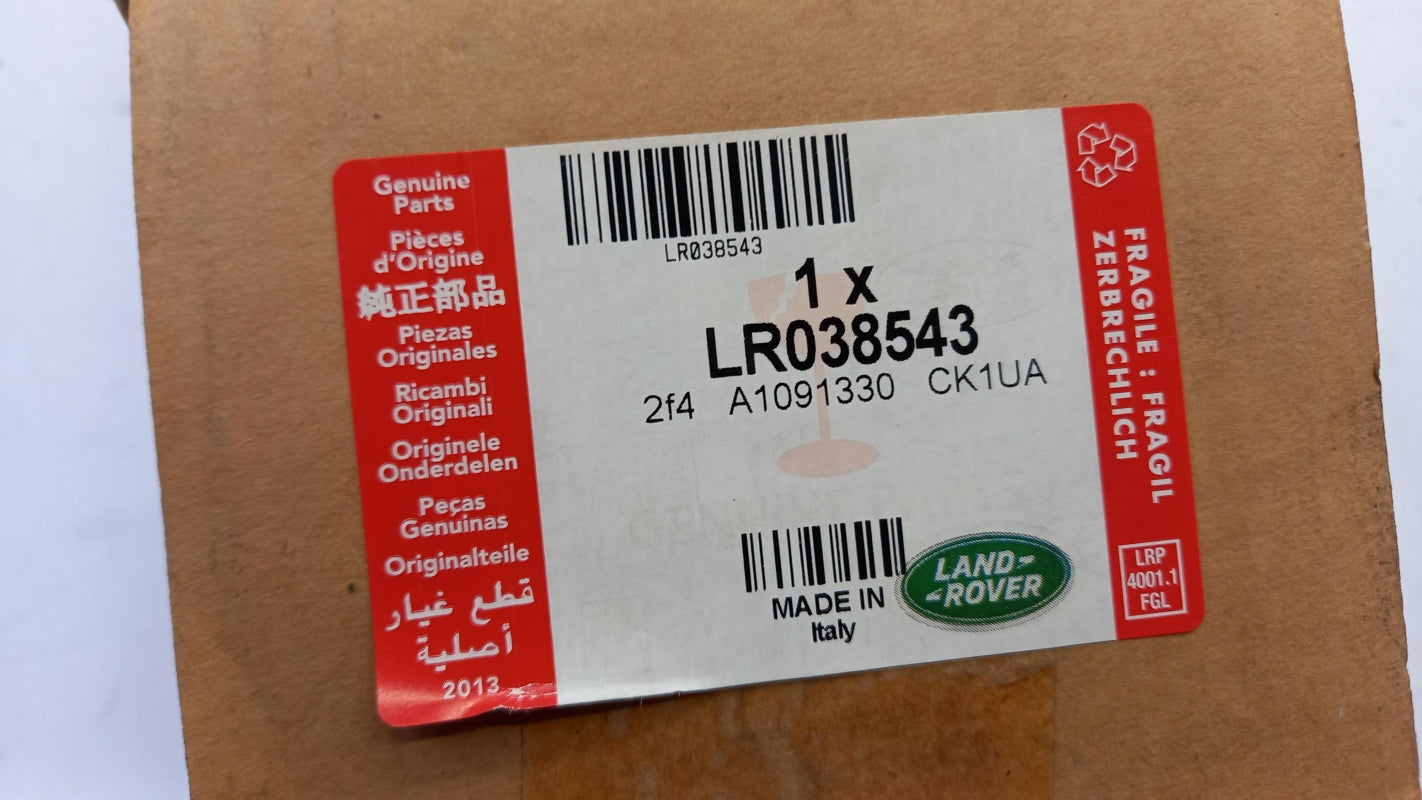 Genuine
Parts
Pièces
d'Origine
純正部品
Piezas
Originales
Ricambi
Originali
Originele
Onderdelen
Peças
Genuinas
Originalteile
قطع غيار
أصلية
2013
LR038543
1 x
LR038543
2f4 A1091330 CK1UA
MADE IN
Italy
LAND-
-ROVER
FRAGILE : FRAGIL
ZERBRECHLICH
LRP
4001.1
FGL